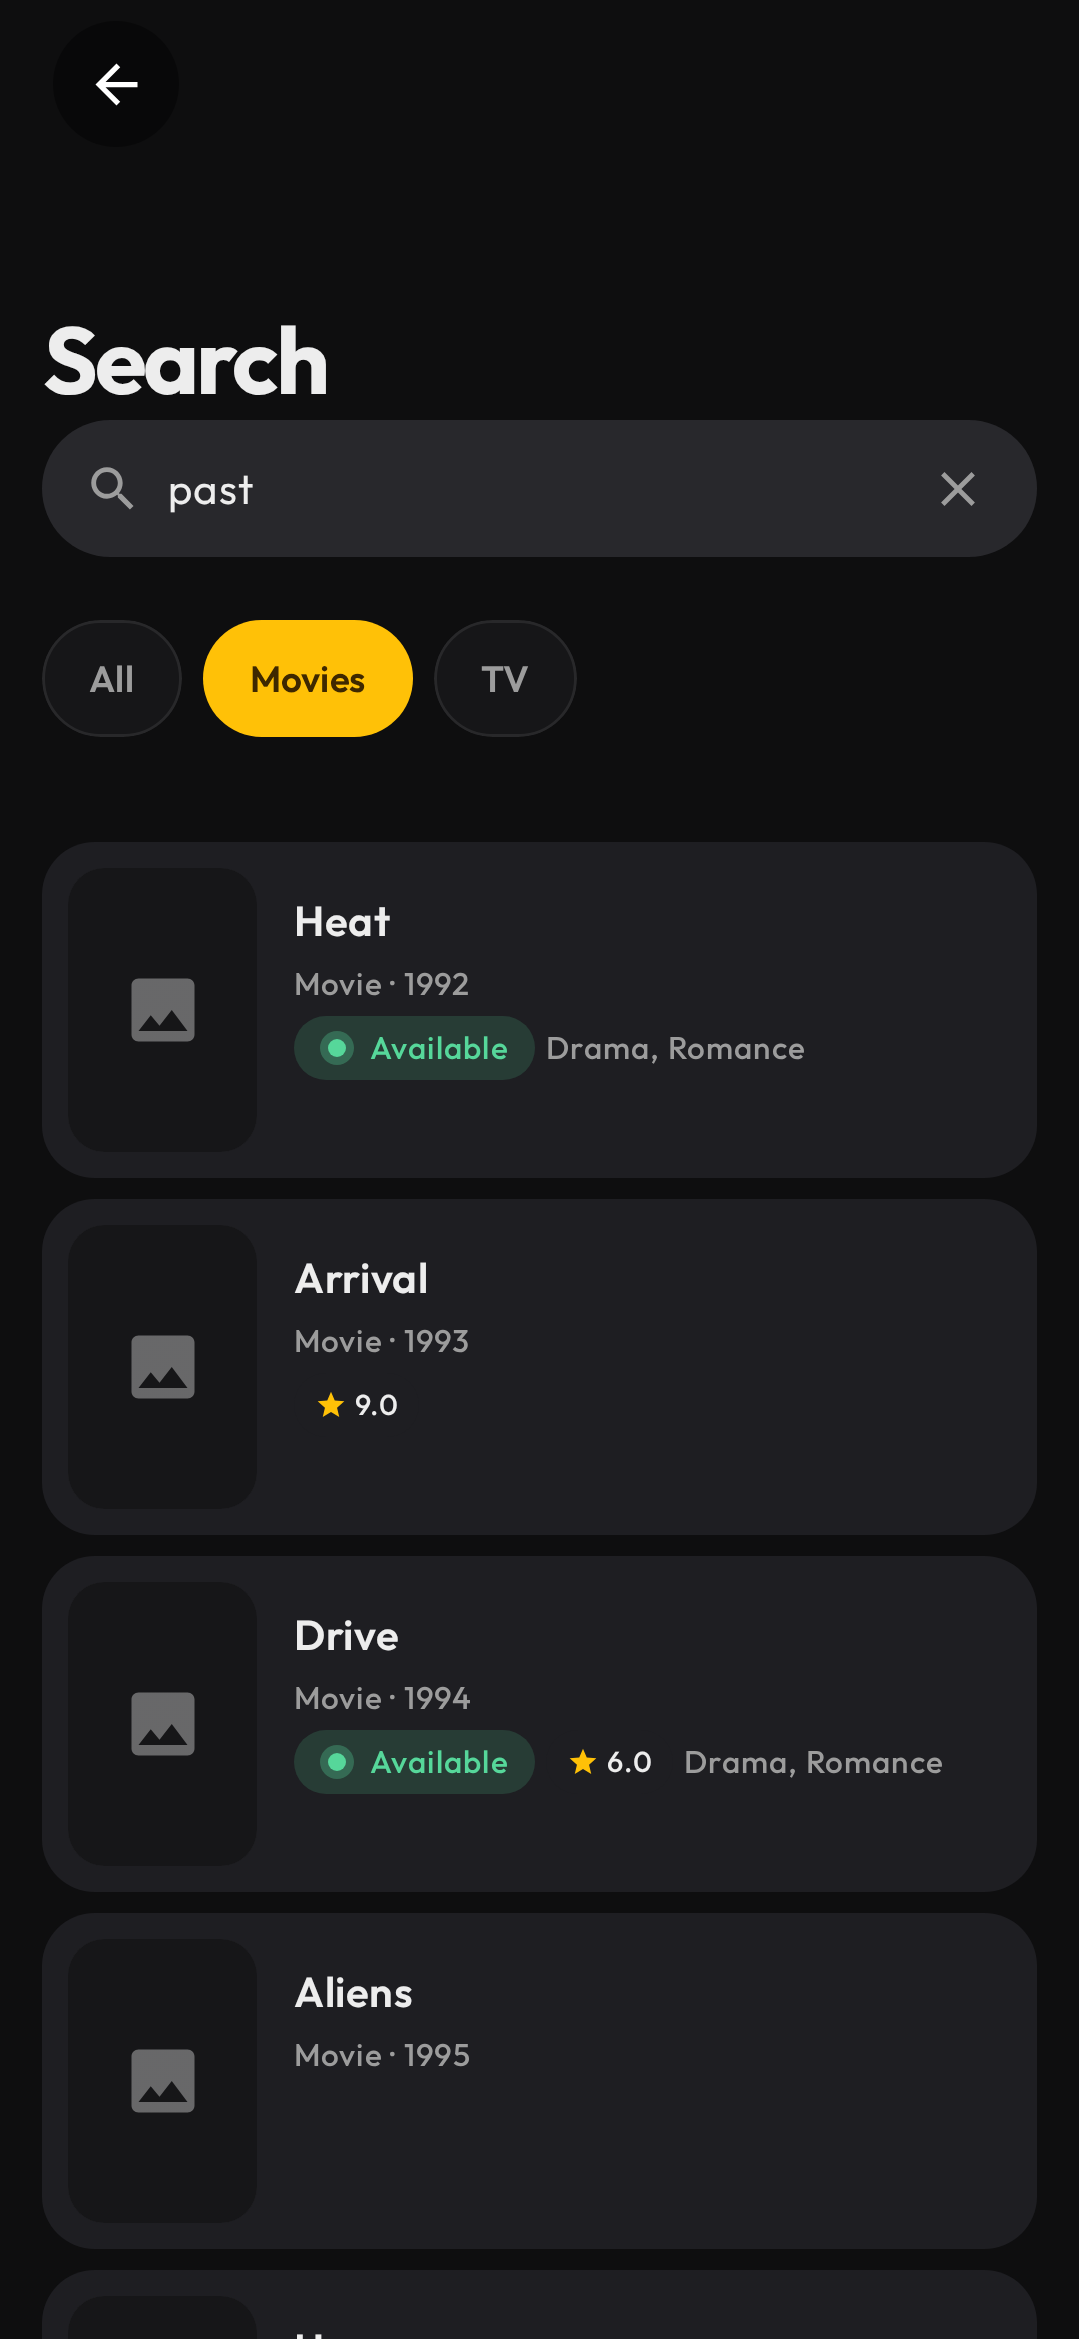 Search
past
All Movies TV
Heat
Movie · 1992
Available Drama, Romance
Arrival
Movie · 1993
9.0
Drive
Movie · 1994
Available 6.0 Drama, Romance
Aliens
Movie · 1995